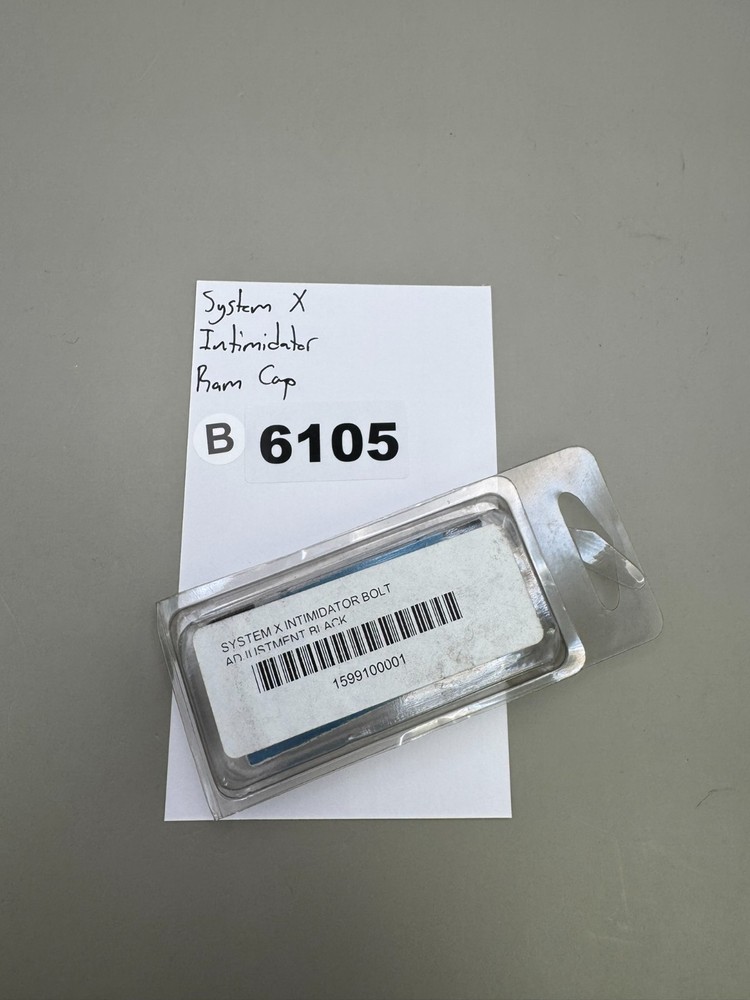 System X
Intimidator
Ram Cap
B 6105
SYSTEM X INTIMIDATOR BOLT
ADJUSTMENT BLACK
1599100001